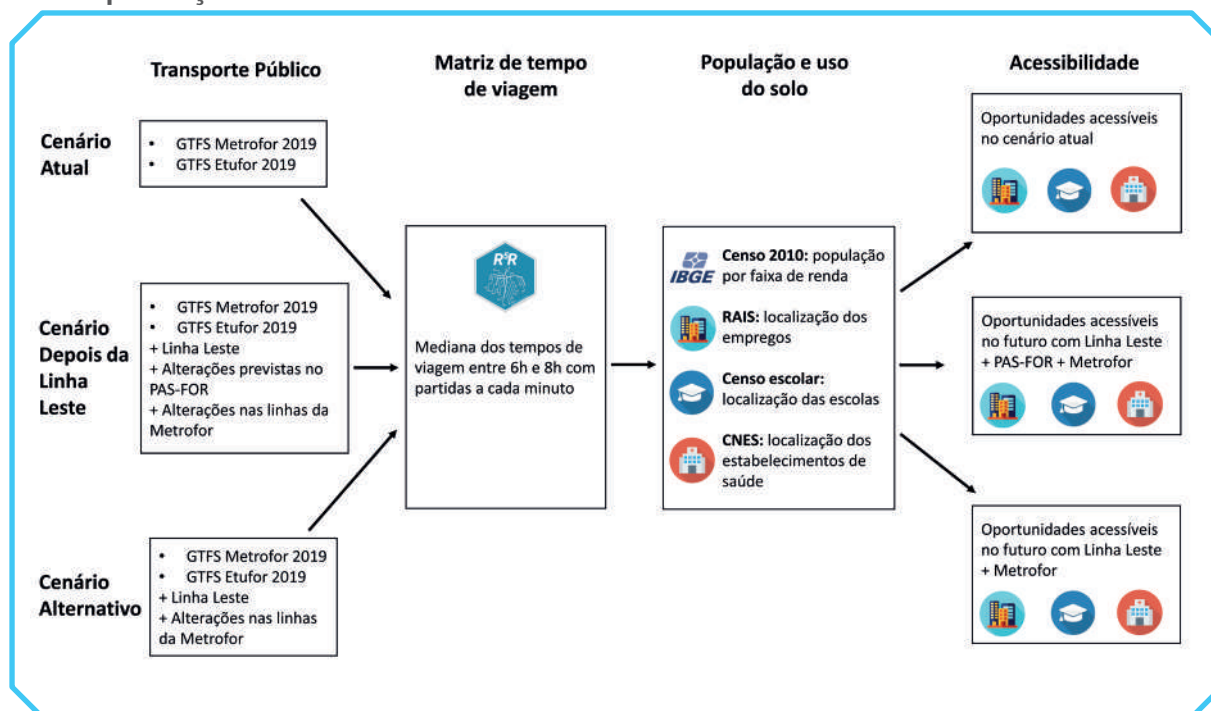 Transporte Público
Matriz de tempo
de viagem
População e uso
do solo
Acessibilidade
Cenário
Atual
• GTFS Metrofor 2019
• GTFS Etufor 2019
Cenário
Depois da
Linha
Leste
• GTFS Metrofor 2019
• GTFS Etufor 2019
+ Linha Leste
+ Alterações previstas no
PAS-FOR
+ Alterações nas linhas da
Metrofor
Cenário
Alternativo
• GTFS Metrofor 2019
• GTFS Etufor 2019
+ Linha Leste
+ Alterações nas linhas
da Metrofor
R5R
Mediana dos tempos de
viagem entre 6h e 8h com
partidas a cada minuto
IBGE
Censo 2010: população
por faixa de renda
RAIS: localização dos
empregos
Censo escolar:
localização das escolas
CNES: localização dos
estabelecimentos de
saúde
Oportunidades acessíveis
no cenário atual
Oportunidades acessíveis
no futuro com Linha Leste
+ PAS-FOR + Metrofor
Oportunidades acessíveis
no futuro com Linha Leste
+ Metrofor